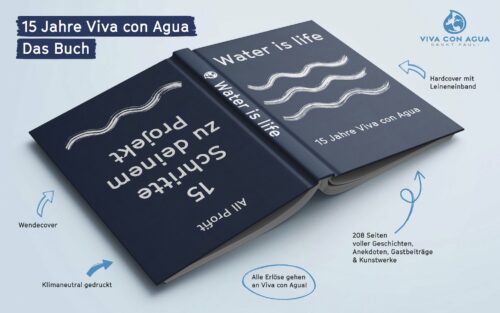 15 Jahre Viva con Agua
Das Buch
VIVA CON AGUA
SANKT PAULI
Water is life
15 Jahre Viva con Agua
Water is life
15
Schritte
zu deinem
Projekt
All Profit
Hardcover mit
Leineneinband
Wendecover
Klimaneutral gedruckt
Alle Erlöse gehen
an Viva con Agua!
208 Seiten
voller Geschichten,
Anekdoten, Gastbeiträge
& Kunstwerke